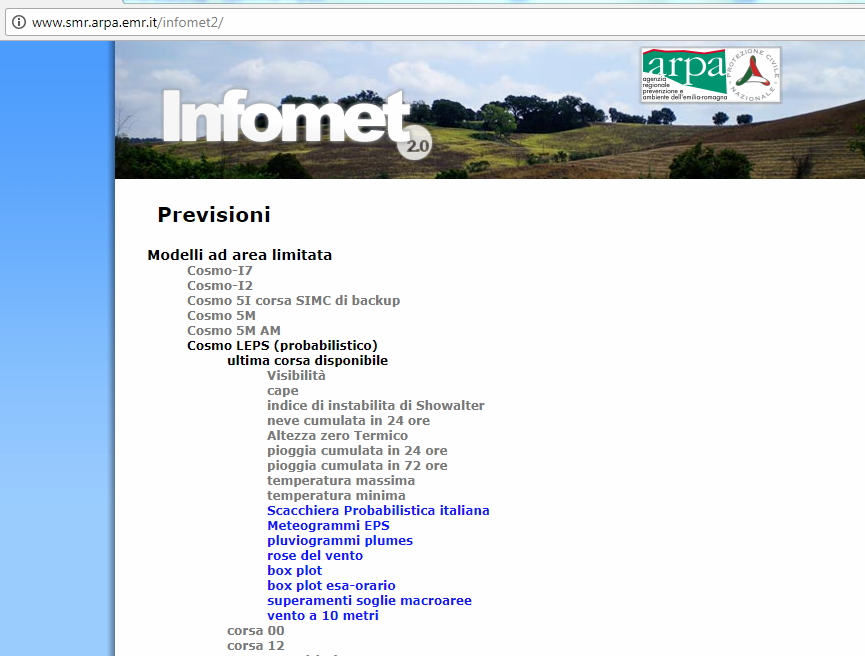 www.smr.arpa.emr.it/infomet2/
Infomet
2.0
arpa
agenzia
regionale
prevenzione e
ambiente dell'emilia-romagna
PROTEZIONE CIVILE
NAZIONALE
Previsioni
Modelli ad area limitata
Cosmo-I7
Cosmo-I2
Cosmo 5I corsa SIMC di backup
Cosmo 5M
Cosmo 5M AM
Cosmo LEPS (probabilistico)
ultima corsa disponibile
Visibilità
cape
indice di instabilita di Showalter
neve cumulata in 24 ore
Altezza zero Termico
pioggia cumulata in 24 ore
pioggia cumulata in 72 ore
temperatura massima
temperatura minima
Scacchiera Probabilistica italiana
Meteogrammi EPS
pluviogrammi plumes
rose del vento
box plot
box plot esa-orario
superamenti soglie macroaree
vento a 10 metri
corsa 00
corsa 12